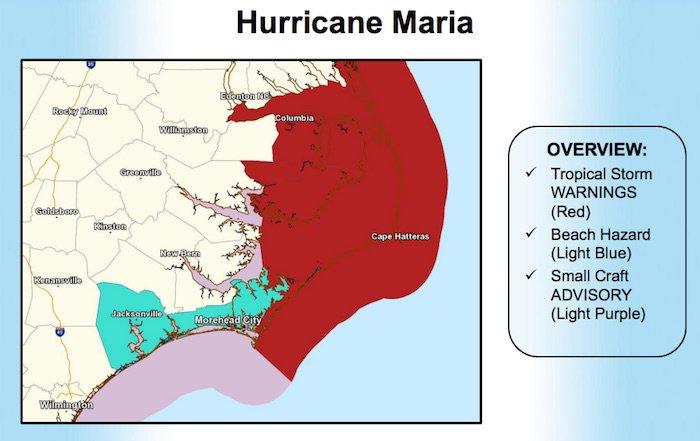 Hurricane Maria
Edenton NC
Rocky Mount
Columbia
Williamston
Greenville
Goldsboro
Kinston
Cape Hatteras
New Bern
Kenansville
Jacksonville
Morehead City
Wilmington
OVERVIEW:
✓ Tropical Storm
WARNINGS
(Red)
✓ Beach Hazard
(Light Blue)
✓ Small Craft
ADVISORY
(Light Purple)